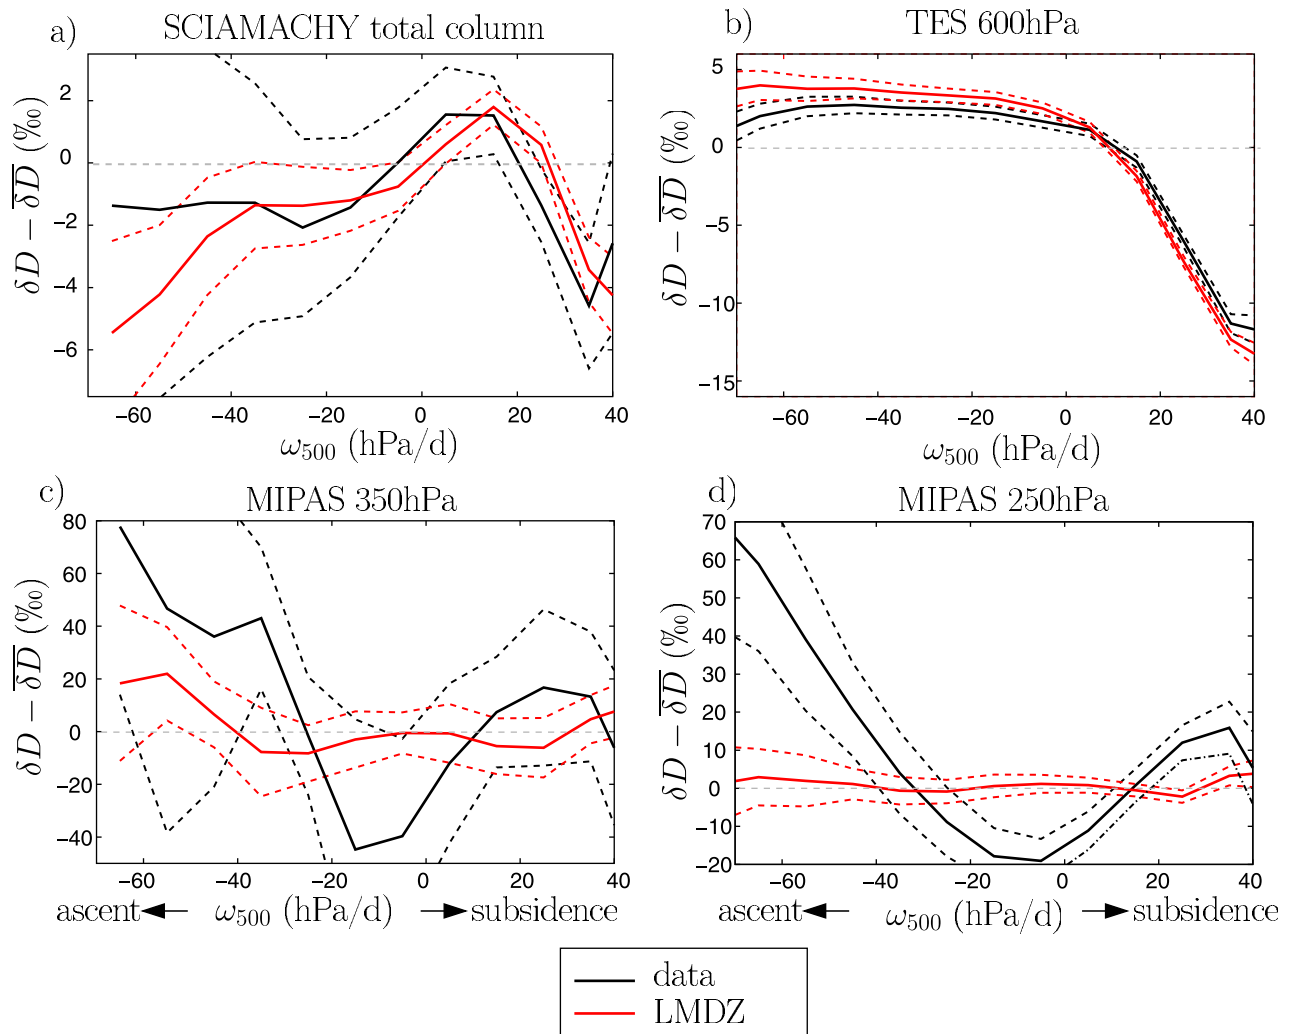 a) SCIAMACHY total column
2
0
−2
−4
−6
δD − δD̅ (‰)
−60 −40 −20 0 20 40
ω500 (hPa/d)
b) TES 600hPa
5
0
−5
−10
−15
δD − δD̅ (‰)
−60 −40 −20 0 20 40
ω500 (hPa/d)
c) MIPAS 350hPa
80
60
40
20
0
−20
−40
δD − δD̅ (‰)
−60 −40 −20 0 20 40
ascent ω500 (hPa/d) subsidence
d) MIPAS 250hPa
70
60
50
40
30
20
10
0
−10
−20
δD − δD̅ (‰)
−60 −40 −20 0 20 40
ascent ω500 (hPa/d) subsidence
data
LMDZ